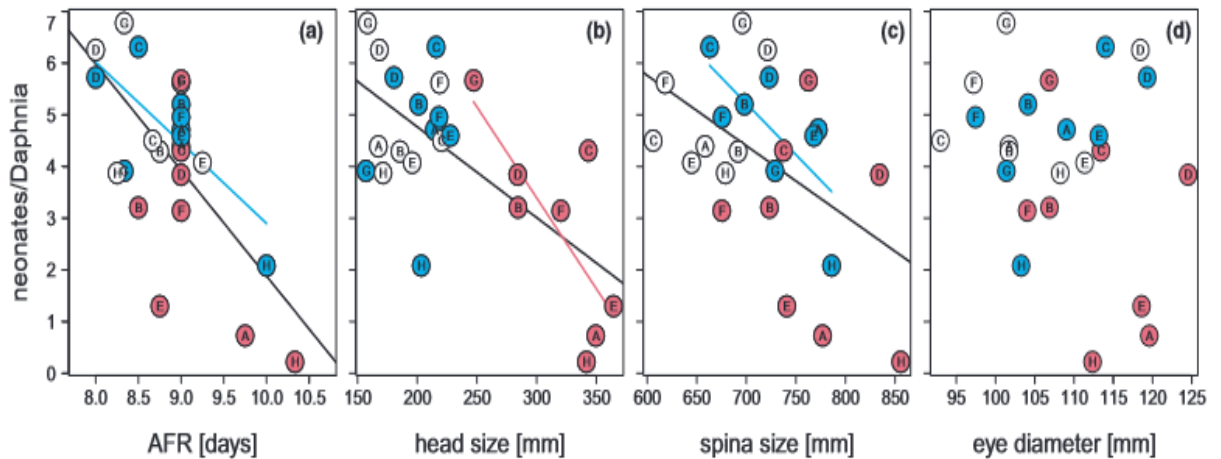 neonates/Daphnia
7
6
5
4
3
2
1
0
(a)
G
D
C
D
G
B
F
A
E
C
B
C
E
H
G
D
B
F
H
E
A
H
8.0 8.5 9.0 9.5 10.0 10.5
AFR [days]
(b)
G
D
C
D
F
G
B
F
A
E
A
C
B
C
E
G
H
D
B
F
H
E
A
H
150 200 250 300 350
head size [mm]
(c)
G
D
C
D
F
G
B
F
A
E
C
A
B
C
E
H
G
D
F
B
H
E
A
H
600 650 700 750 800 850
spina size [mm]
(d)
G
D
C
D
F
G
B
F
A
E
C
B
C
E
G
H
D
F
B
H
E
A
H
95 100 105 110 115 120 125
eye diameter [mm]